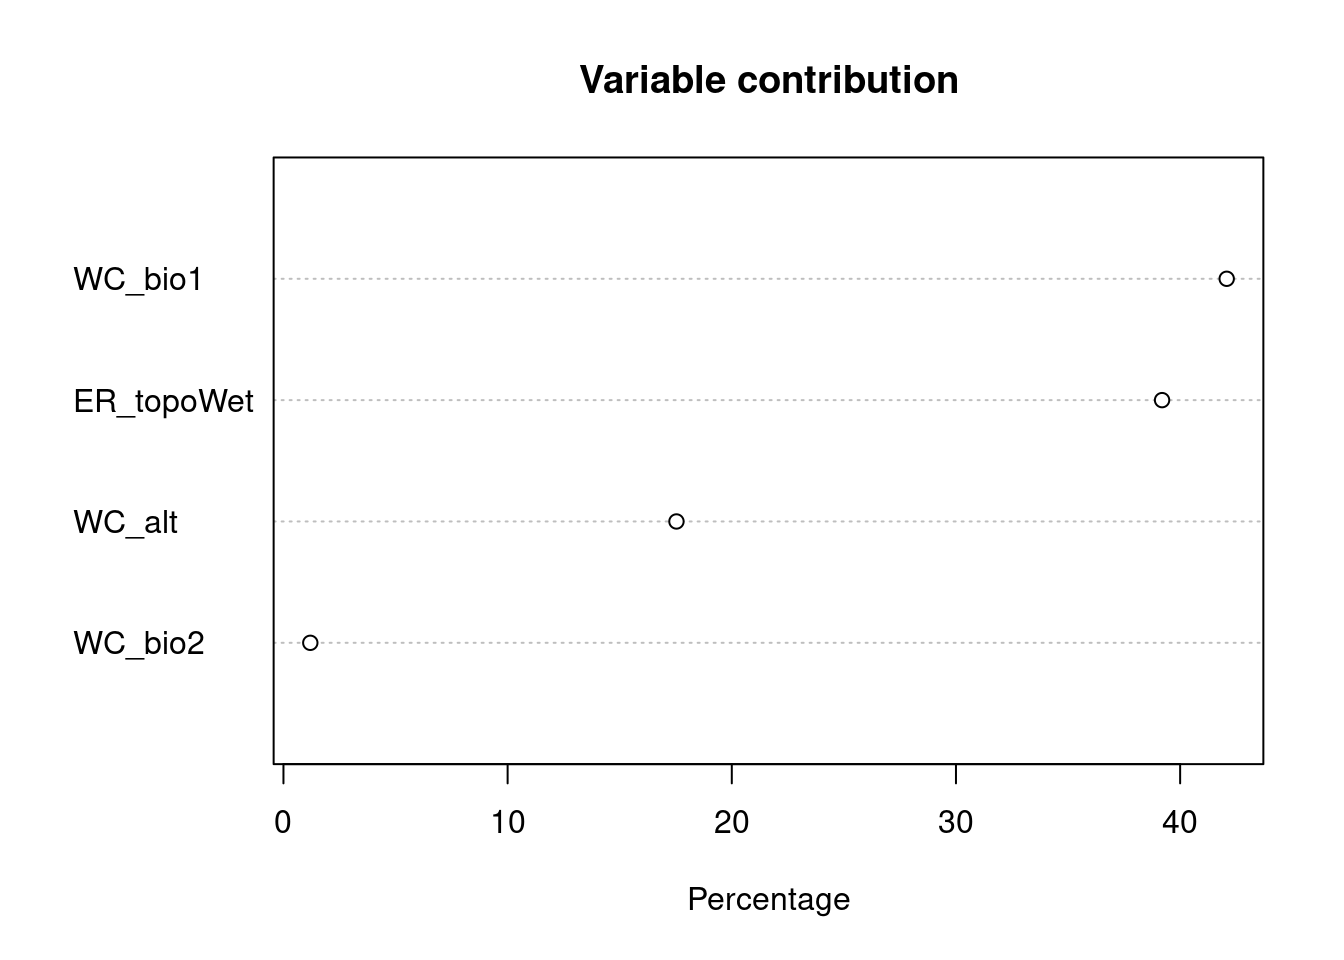 Variable contribution
WC_bio1
ER_topoWet
WC_alt
WC_bio2
0 10 20 30 40
Percentage